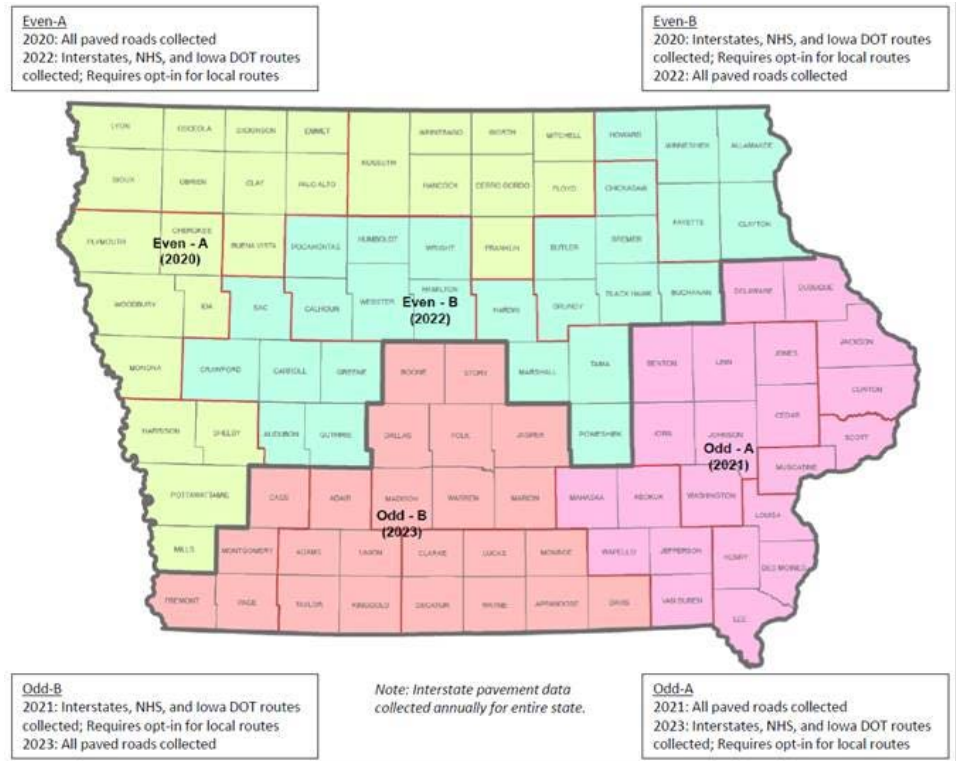 Even-A
2020: All paved roads collected
2022: Interstates, NHS, and Iowa DOT routes
collected; Requires opt-in for local routes
Even-B
2020: Interstates, NHS, and Iowa DOT routes
collected; Requires opt-in for local routes
2022: All paved roads collected
LYON OSCEOLA DICKINSON EMMET WINNEBAGO WORTH MITCHELL HOWARD WINNESHIEK ALLAMAKEE
KOSSUTH
SIOUX OBRIEN CLAY PALO ALTO HANCOCK CERRO GORDO FLOYD CHICKASAW
FAYETTE CLAYTON
PLYMOUTH CHEROKEE BUENA VISTA POCAHONTAS HUMBOLDT WRIGHT FRANKLIN BUTLER BREMER
Even - A
(2020)
WOODBURY IDA SAC CALHOUN WEBSTER HAMILTON HARDIN GRUNDY BLACK HAWK BUCHANAN DELAWARE DUBUQUE
Even - B
(2022)
MONONA CRAWFORD CARROLL GREENE BOONE STORY MARSHALL TAMA BENTON LINN JONES JACKSON
CLINTON
HARRISON SHELBY AUDUBON GUTHRIE DALLAS POLK JASPER POWESHIEK IOWA JOHNSON CEDAR
SCOTT
Odd - A
(2021)
MUSCATINE
POTTAWATTAMIE CASS ADAIR MADISON WARREN MARION MAHASKA KEOKUK WASHINGTON
LOUISA
Odd - B
(2023)
MILLS MONTGOMERY ADAMS UNION CLARKE LUCAS MONROE WAPELLO JEFFERSON HENRY DES MOINES
FREMONT PAGE TAYLOR RINGGOLD DECATUR WAYNE APPANOOSE DAVIS VAN BUREN LEE
Odd-B
2021: Interstates, NHS, and Iowa DOT routes
collected; Requires opt-in for local routes
2023: All paved roads collected
Note: Interstate pavement data
collected annually for entire state.
Odd-A
2021: All paved roads collected
2023: Interstates, NHS, and Iowa DOT routes
collected; Requires opt-in for local routes